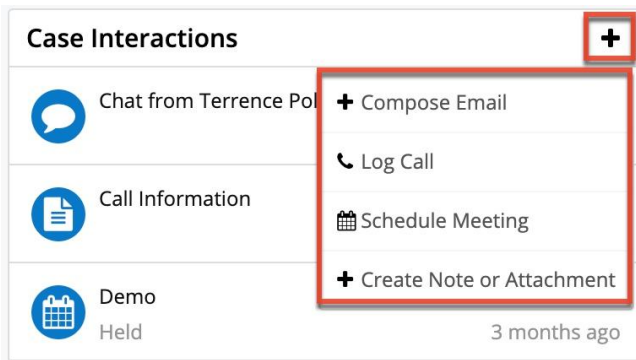 Case Interactions
Chat from Terrence Pol
Compose Email
Log Call
Call Information
Schedule Meeting
Create Note or Attachment
Demo
Held
3 months ago